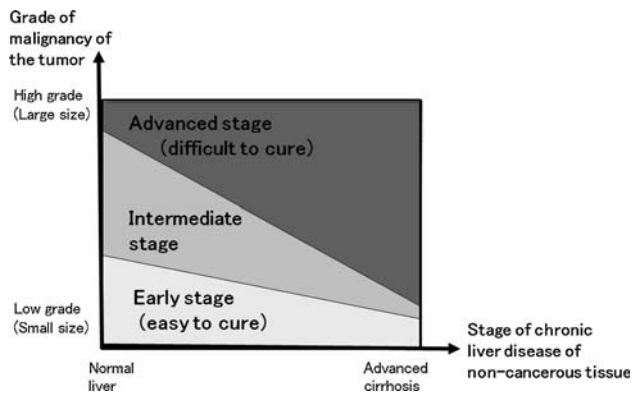 Grade of
malignancy of
the tumor
High grade
(Large size)
Advanced stage
(difficult to cure)
Intermediate
stage
Early stage
(easy to cure)
Low grade
(Small size)
Normal
liver
Advanced
cirrhosis
Stage of chronic
liver disease of
non-cancerous tissue